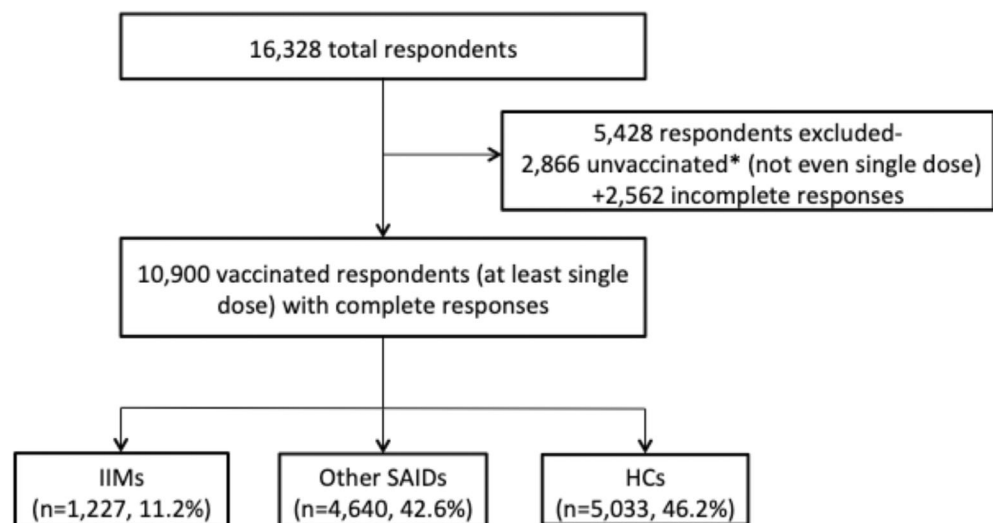 16,328 total respondents
5,428 respondents excluded-
2,866 unvaccinated* (not even single dose)
+2,562 incomplete responses
10,900 vaccinated respondents (at least single
dose) with complete responses
IIMs
(n=1,227, 11.2%)
Other SAIDs
(n=4,640, 42.6%)
HCs
(n=5,033, 46.2%)